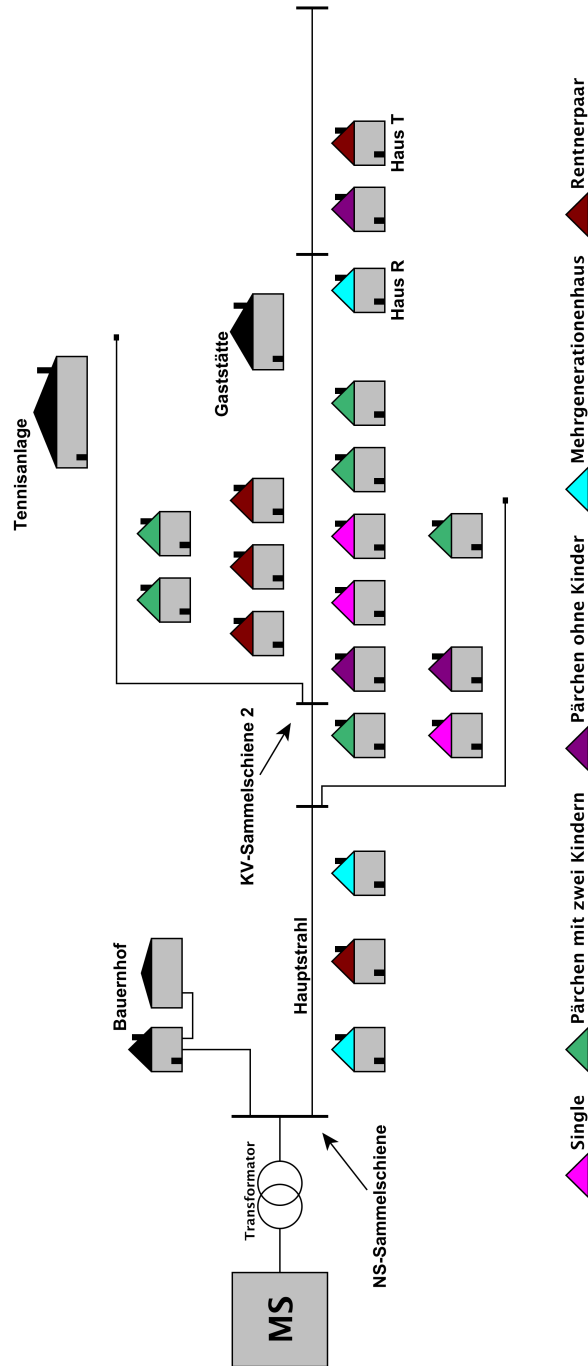 MS
Transformator
NS-Sammelschiene
Bauernhof
Hauptstrahl
KV-Sammelschiene 2
Tennisanlage
Gaststätte
Haus R
Haus T
Single
Pärchen mit zwei Kindern
Pärchen ohne Kinder
Mehrgenerationenhaus
Rentnerpaar